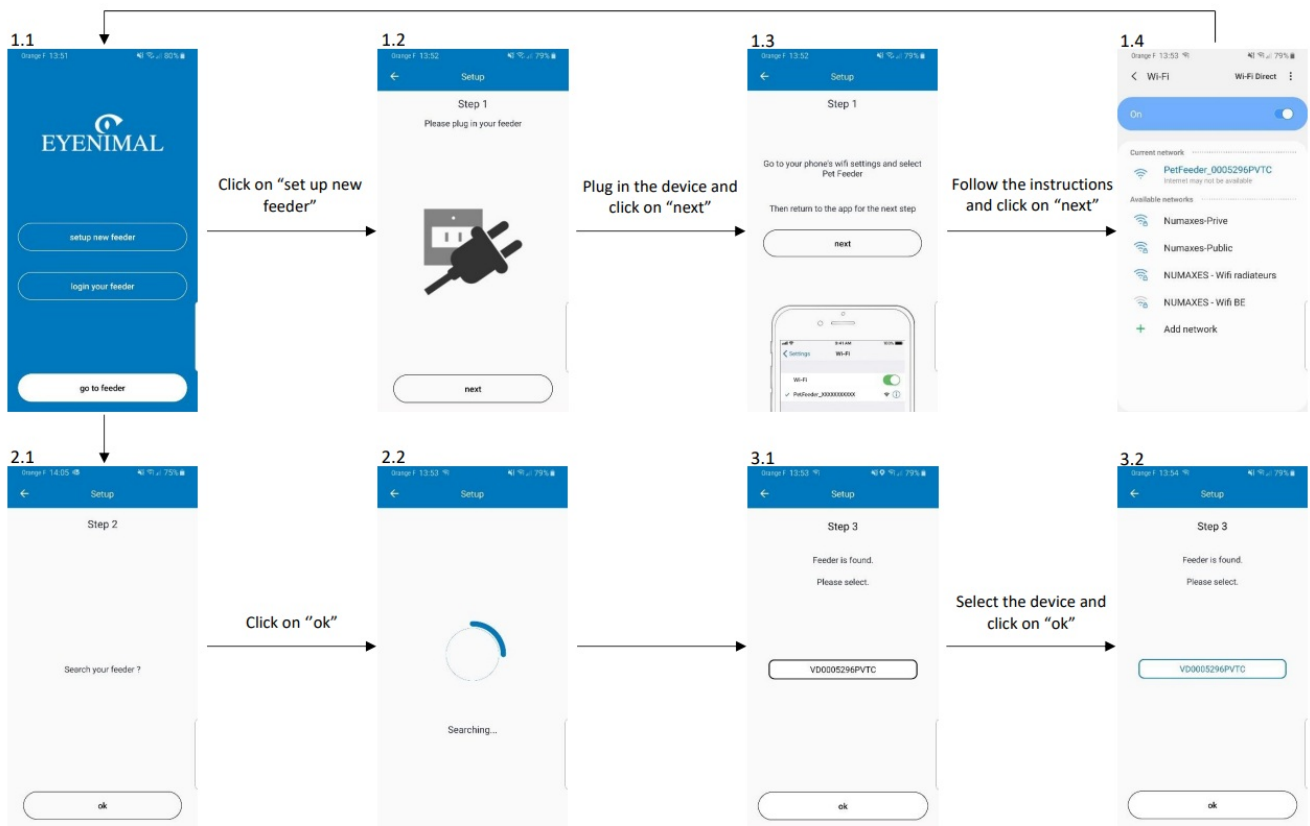 1.1
Orange F 13:51 80%
EYENIMAL
setup new feeder
login your feeder
go to feeder
Click on “set up new
feeder”
1.2
Orange F 13:52 79%
Setup
Step 1
Please plug in your feeder
next
Plug in the device and
click on “next”
1.3
Orange F 13:52 79%
Setup
Step 1
Go to your phone's wifi settings and select
Pet Feeder
Then return to the app for the next step
next
Settings Wi-Fi
9:41 AM 100%
Wi-Fi
PetFeeder_XXXXXXXXXXX
Follow the instructions
and click on “next”
1.4
Orange F 13:53 79%
Wi-Fi Wi-Fi Direct
On
Current network
PetFeeder_0005296PVTC
Internet may not be available
Available networks
Numaxes-Prive
Numaxes-Public
NUMAXES - Wifi radiateurs
NUMAXES - Wifi BE
Add network
2.1
Orange F 14:05 75%
Setup
Step 2
Search your feeder ?
ok
Click on ‘’ok”
2.2
Orange F 13:53 79%
Setup
Searching...
3.1
Orange F 13:53 79%
Setup
Step 3
Feeder is found.
Please select.
VD0005296PVTC
ok
Select the device and
click on “ok”
3.2
Orange F 13:54 79%
Setup
Step 3
Feeder is found.
Please select.
VD0005296PVTC
ok